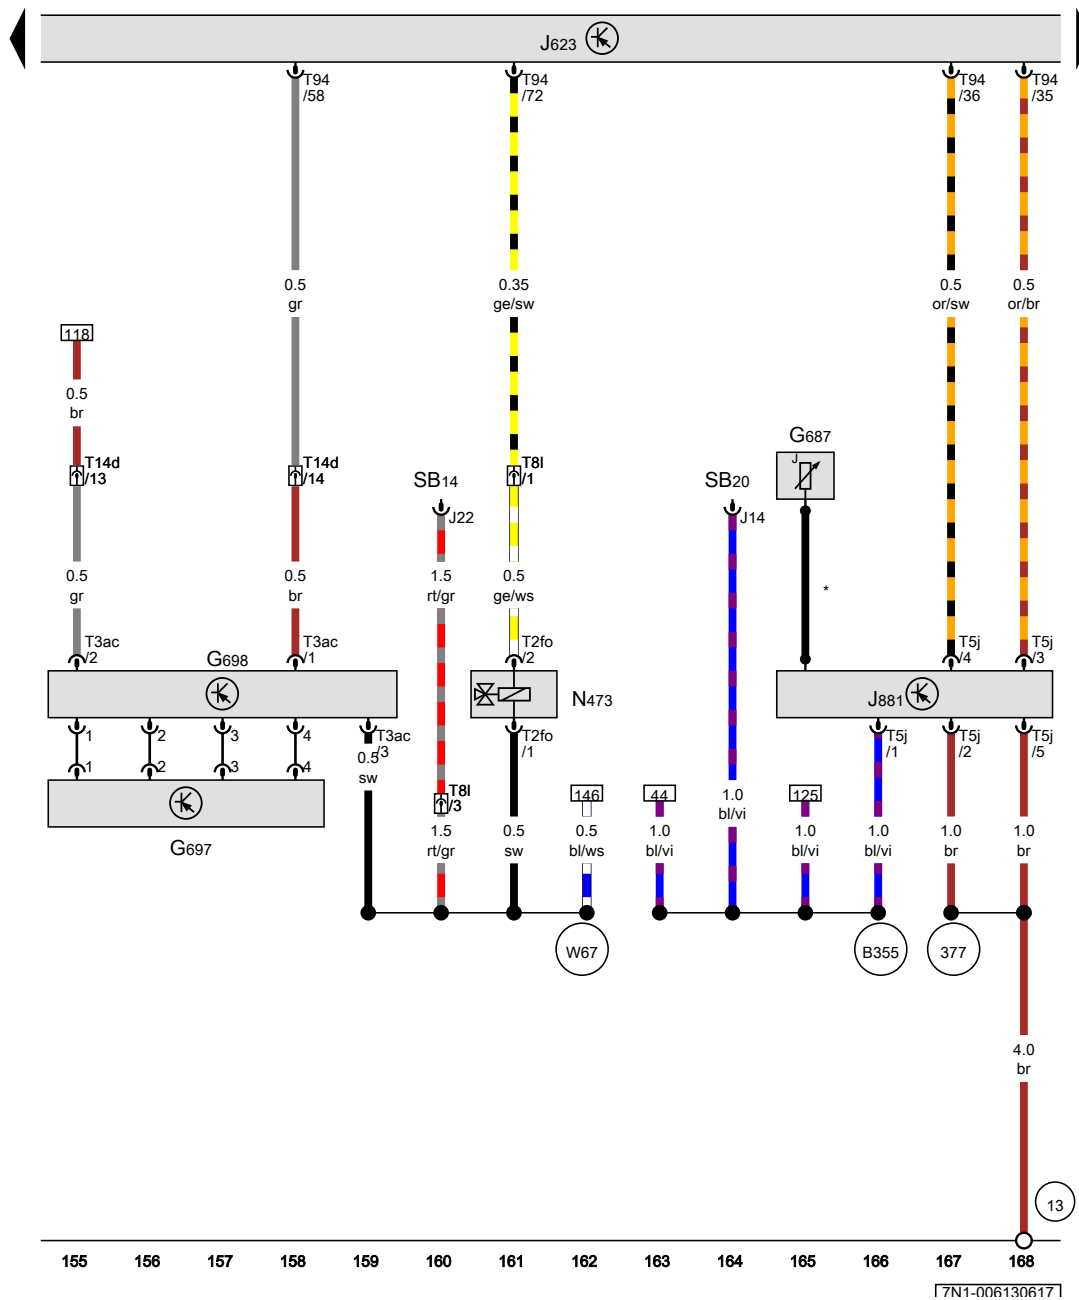 J623
T94
/58
T94
/72
T94
/36
T94
/35
0.5
gr
0.35
ge/sw
0.5
or/sw
0.5
or/br
118
0.5
br
G687
J
T14d
/13
T14d
/14
SB14
T8l
/1
SB20
J22
J14
0.5
gr
0.5
br
1.5
rt/gr
0.5
ge/ws
*
T3ac
/2
G698
T3ac
/1
T2fo
/2
T5j
/4
T5j
/3
N473
J881
1
2
3
4
T3ac
/3
T2fo
/1
T5j
/1
T5j
/2
T5j
/5
0.5
sw
1
2
3
4
T8l
/3
146
44
1.0
bl/vi
125
G697
1.5
rt/gr
0.5
sw
0.5
bl/ws
1.0
bl/vi
1.0
bl/vi
1.0
bl/vi
1.0
br
1.0
br
W67
B355
377
4.0
br
13
155 156 157 158 159 160 161 162 163 164 165 166 167 168
7N1-006130617